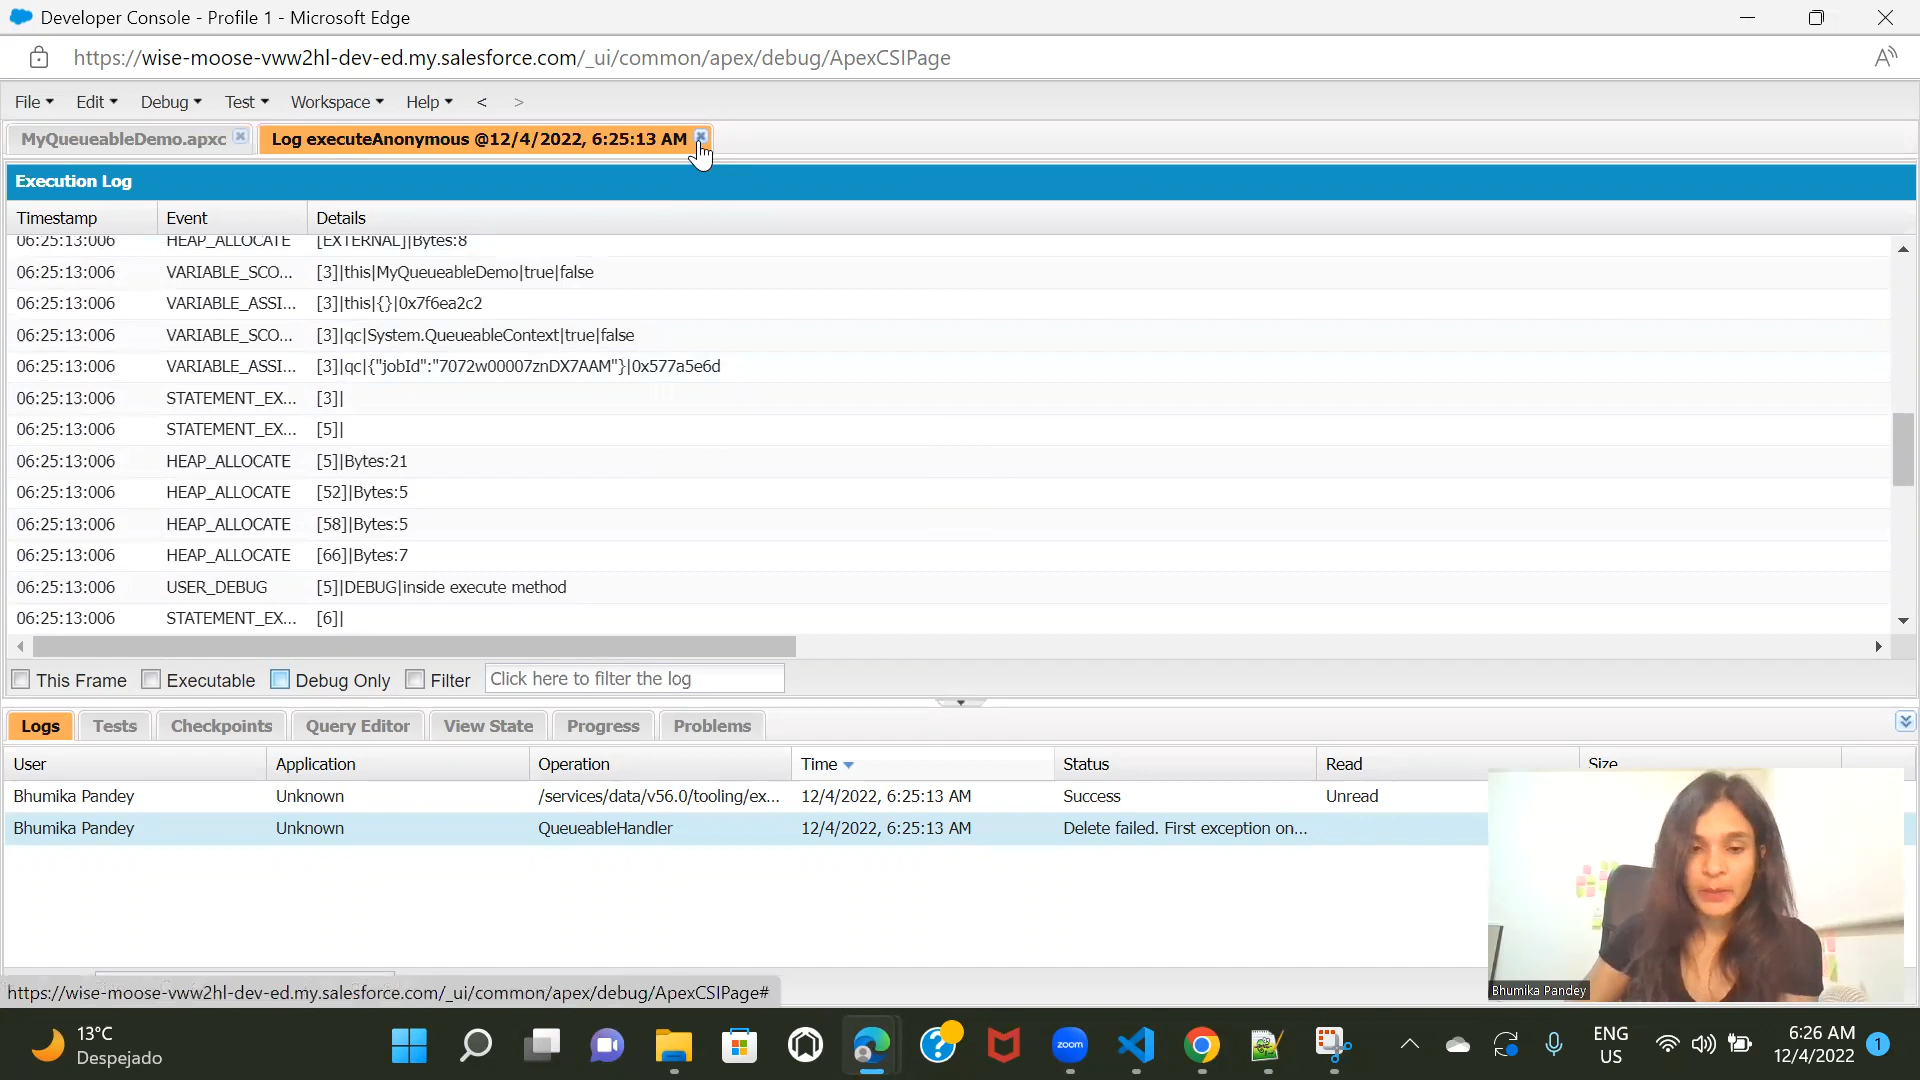 Developer Console - Profile 1 - Microsoft Edge
https://wise-moose-vww2hl-dev-ed.my.salesforce.com/_ui/common/apex/debug/ApexCSIPage
File Edit Debug Test Workspace Help < >
MyQueueableDemo.apxc Log executeAnonymous @12/4/2022, 6:25:13 AM
Execution Log
Timestamp Event Details
06:25:13:006 HEAP_ALLOCATE [EXTERNAL]|Bytes:8
06:25:13:006 VARIABLE_SCO... [3]|this|MyQueueableDemo|true|false
06:25:13:006 VARIABLE_ASSI... [3]|this|{}|0x7f6ea2c2
06:25:13:006 VARIABLE_SCO... [3]|qc|System.QueueableContext|true|false
06:25:13:006 VARIABLE_ASSI... [3]|qc|{"jobId":"7072w00007znDX7AAM"}|0x577a5e6d
06:25:13:006 STATEMENT_EX... [3]|
06:25:13:006 STATEMENT_EX... [5]|
06:25:13:006 HEAP_ALLOCATE [5]|Bytes:21
06:25:13:006 HEAP_ALLOCATE [52]|Bytes:5
06:25:13:006 HEAP_ALLOCATE [58]|Bytes:5
06:25:13:006 HEAP_ALLOCATE [66]|Bytes:7
06:25:13:006 USER_DEBUG [5]|DEBUG|inside execute method
06:25:13:006 STATEMENT_EX... [6]|
This Frame Executable Debug Only Filter Click here to filter the log
Logs Tests Checkpoints Query Editor View State Progress Problems
User Application Operation Time Status Read Size
Bhumika Pandey Unknown /services/data/v56.0/tooling/ex... 12/4/2022, 6:25:13 AM Success Unread
Bhumika Pandey Unknown QueueableHandler 12/4/2022, 6:25:13 AM Delete failed. First exception on...
Bhumika Pandey
https://wise-moose-vww2hl-dev-ed.my.salesforce.com/_ui/common/apex/debug/ApexCSIPage#
13°C
Despejado
zoom
ENG
US
6:26 AM
12/4/2022
1